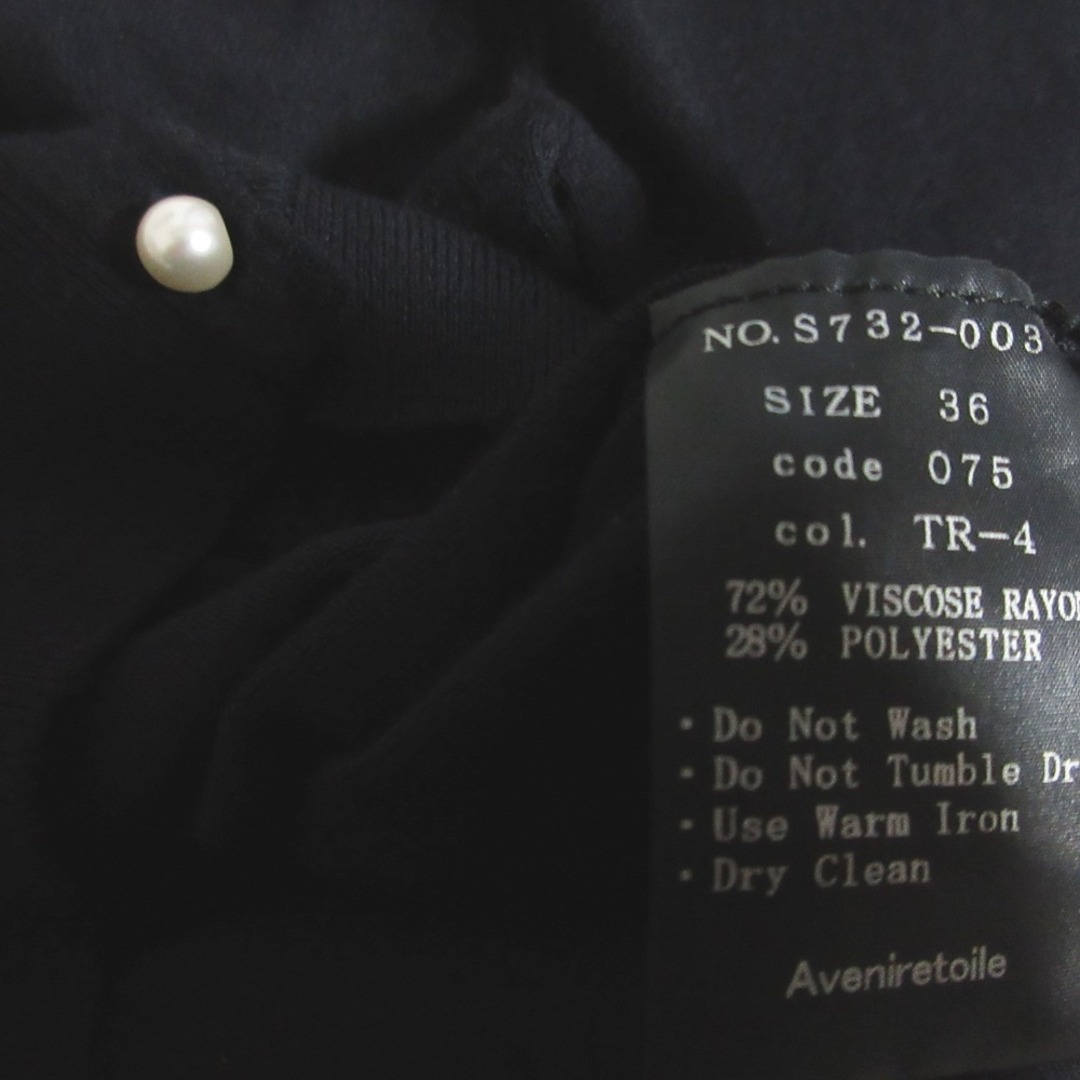 NO. S732-003
SIZE 36
code 075
col. TR-4
72% VISCOSE RAYON
28% POLYESTER
・Do Not Wash
・Do Not Tumble Dr
・Use Warm Iron
・Dry Clean
Aveniretoile